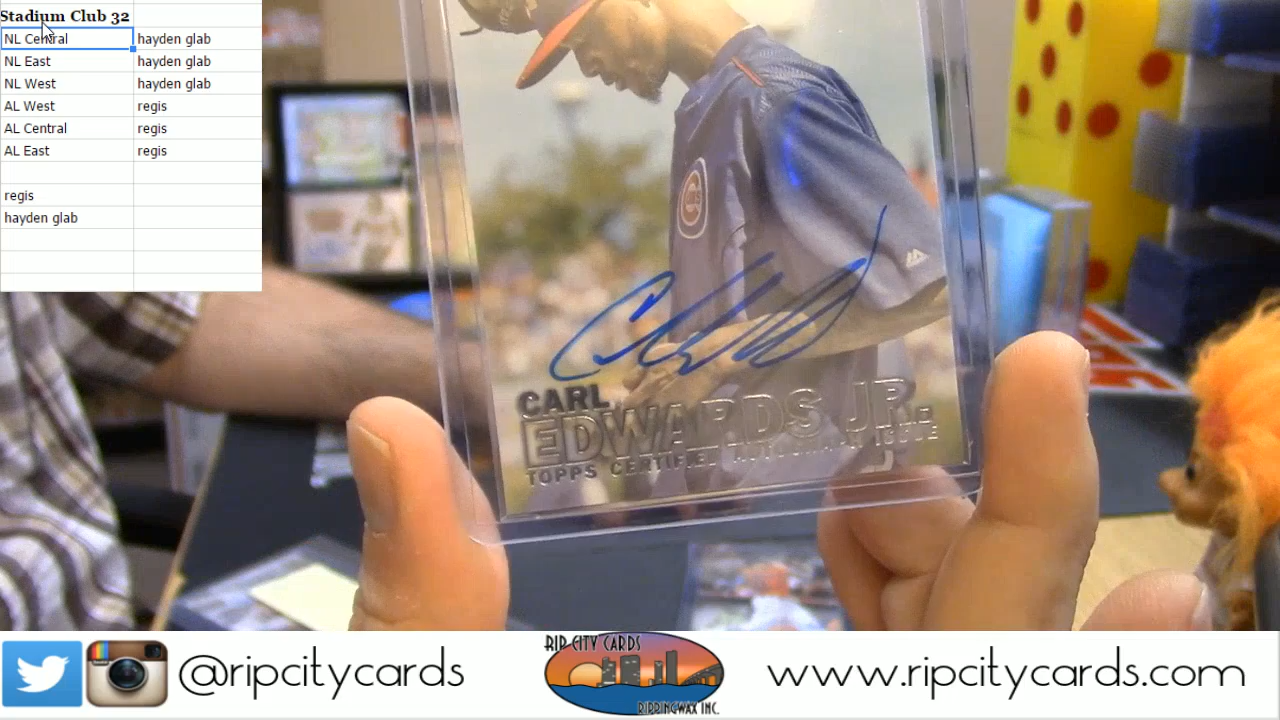 Stadium Club 32
NL Central hayden glab
NL East hayden glab
NL West hayden glab
AL West regis
AL Central regis
AL East regis
regis
hayden glab
CARL
EDWARDS JR.
TOPPS CERTIFIED AUTOGRAPH ISSUE
@ripcitycards
RIP CITY CARDS
RIPPINGWAX INC.
www.ripcitycards.com